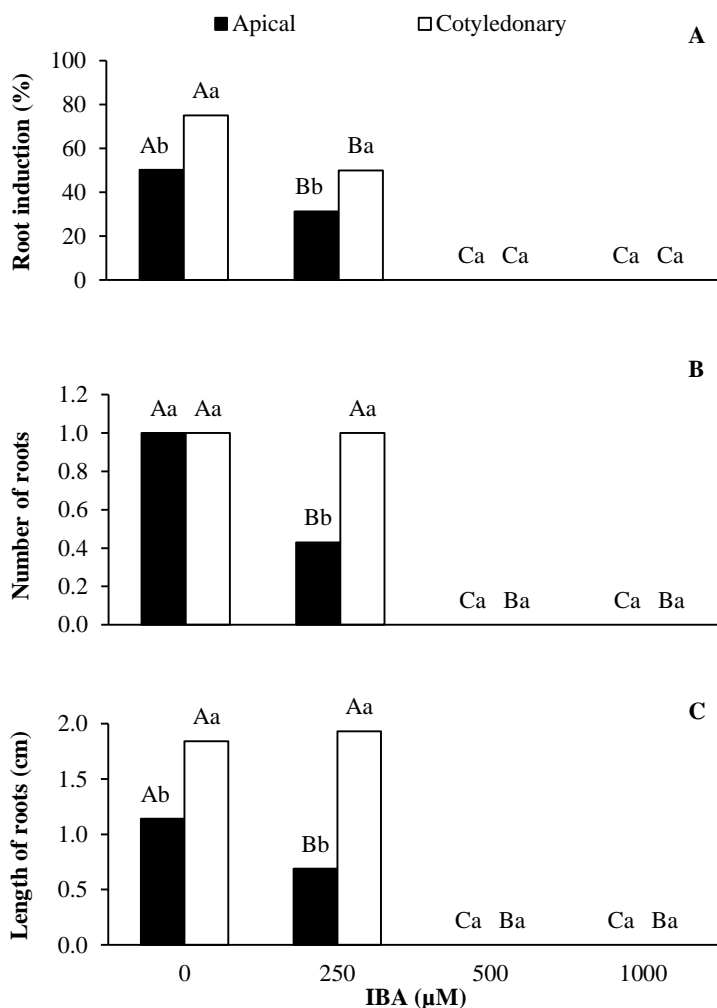 Apical Cotyledonary
A
Root induction (%)
100
80
60
40
20
0
Ab Aa Bb Ba Ca Ca Ca Ca
B
Number of roots
1.2
1.0
0.8
0.6
0.4
0.2
0.0
Aa Aa Bb Aa Ca Ba Ca Ba
C
Length of roots (cm)
2.0
1.5
1.0
0.5
0.0
Ab Aa Bb Aa Ca Ba Ca Ba
0 250 500 1000
IBA (µM)